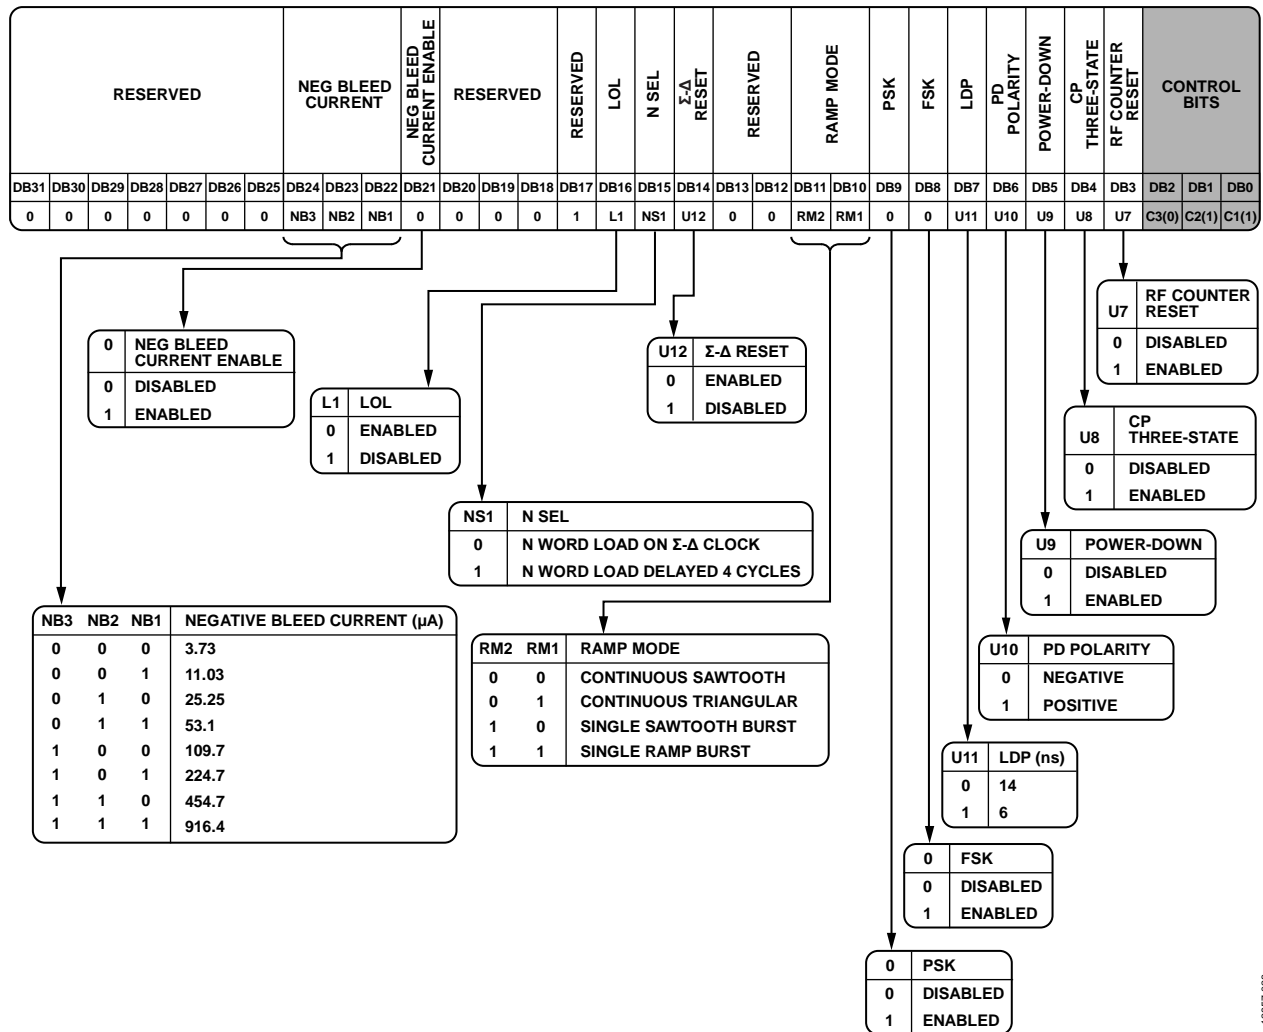 RESERVED
NEG BLEED
CURRENT
NEG BLEED
CURRENT ENABLE
RESERVED
RESERVED
LOL
N SEL
Σ-Δ
RESET
RESERVED
RAMP MODE
PSK
FSK
LDP
PD
POLARITY
POWER-DOWN
CP
THREE-STATE
RF COUNTER
RESET
CONTROL
BITS
DB31 DB30 DB29 DB28 DB27 DB26 DB25 DB24 DB23 DB22 DB21 DB20 DB19 DB18 DB17 DB16 DB15 DB14 DB13 DB12 DB11 DB10 DB9 DB8 DB7 DB6 DB5 DB4 DB3 DB2 DB1 DB0
0 0 0 0 0 0 0 NB3 NB2 NB1 0 0 0 0 1 L1 NS1 U12 0 0 RM2 RM1 0 0 U11 U10 U9 U8 U7 C3(0) C2(1) C1(1)
U7 RF COUNTER
RESET
0 DISABLED
1 ENABLED
0 NEG BLEED
CURRENT ENABLE
0 DISABLED
1 ENABLED
U12 Σ-Δ RESET
0 ENABLED
1 DISABLED
L1 LOL
0 ENABLED
1 DISABLED
U8 CP
THREE-STATE
0 DISABLED
1 ENABLED
NS1 N SEL
0 N WORD LOAD ON Σ-Δ CLOCK
1 N WORD LOAD DELAYED 4 CYCLES
U9 POWER-DOWN
0 DISABLED
1 ENABLED
NB3 NB2 NB1 NEGATIVE BLEED CURRENT (µA)
0 0 0 3.73
0 0 1 11.03
0 1 0 25.25
0 1 1 53.1
1 0 0 109.7
1 0 1 224.7
1 1 0 454.7
1 1 1 916.4
RM2 RM1 RAMP MODE
0 0 CONTINUOUS SAWTOOTH
0 1 CONTINUOUS TRIANGULAR
1 0 SINGLE SAWTOOTH BURST
1 1 SINGLE RAMP BURST
U10 PD POLARITY
0 NEGATIVE
1 POSITIVE
U11 LDP (ns)
0 14
1 6
0 FSK
0 DISABLED
1 ENABLED
0 PSK
0 DISABLED
1 ENABLED